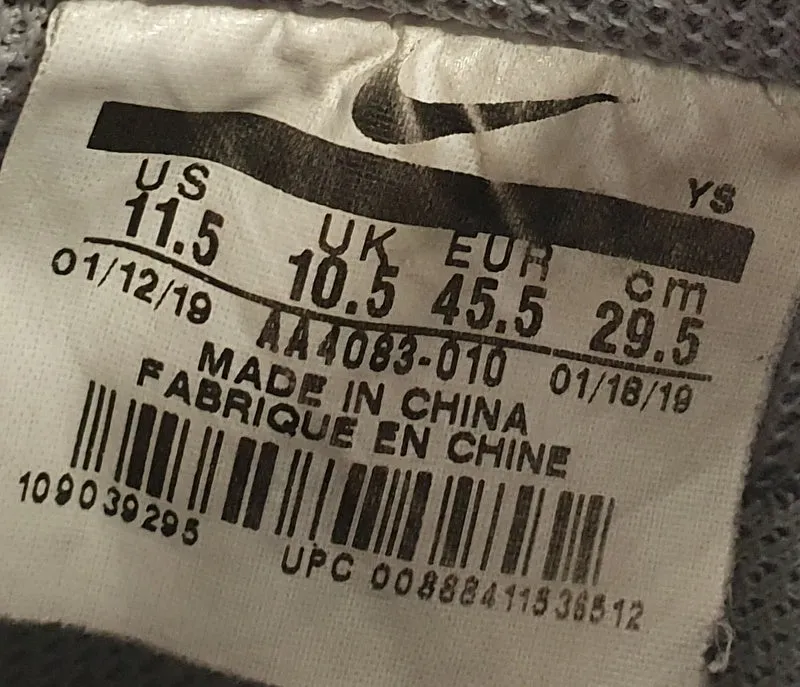 YS
US UK EUR cm
11.5 10.5 45.5 29.5
01/12/19 AA4083-010 01/18/19
MADE IN CHINA
FABRIQUE EN CHINE
109039295
UPC 00888411536512